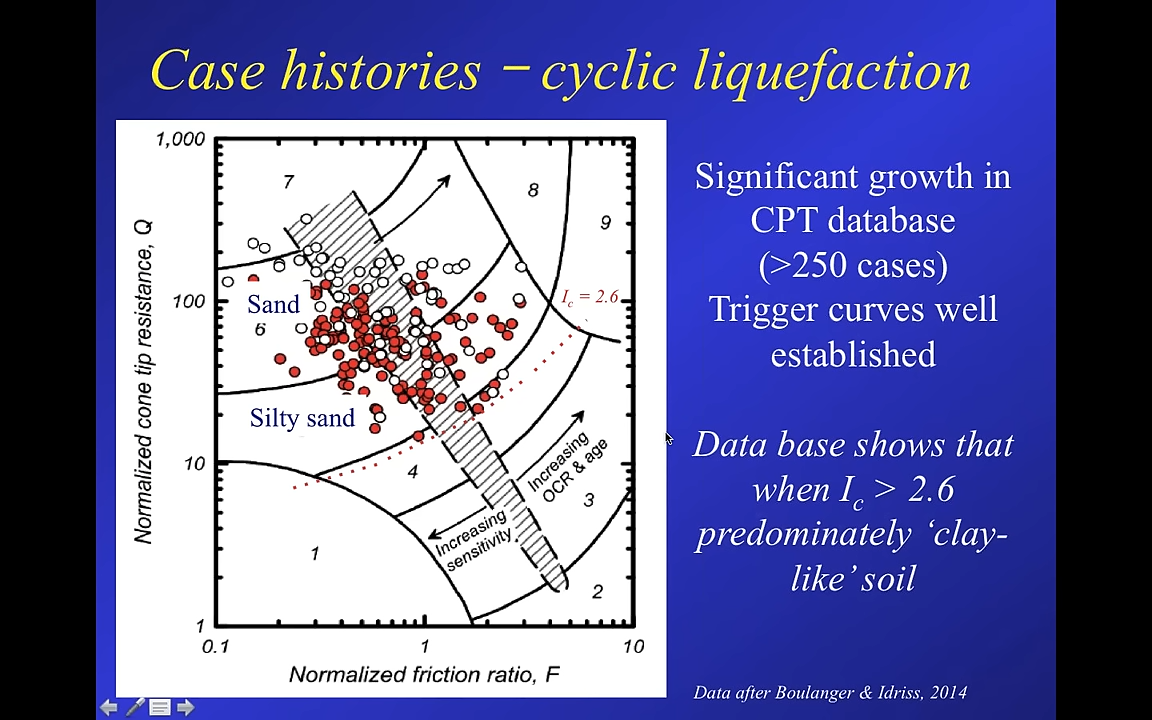 Case histories – cyclic liquefaction
1,000
100
10
1
0.1
1
10
Normalized cone tip resistance, Q
Normalized friction ratio, F
7
8
9
Sand
6
Ic = 2.6
Silty sand
4
Increasing
OCR & age
3
Increasing
sensitivity
1
2
Significant growth in
CPT database
(>250 cases)
Trigger curves well
established
Data base shows that
when Ic > 2.6
predominately ‘clay-
like’ soil
Data after Boulanger & Idriss, 2014